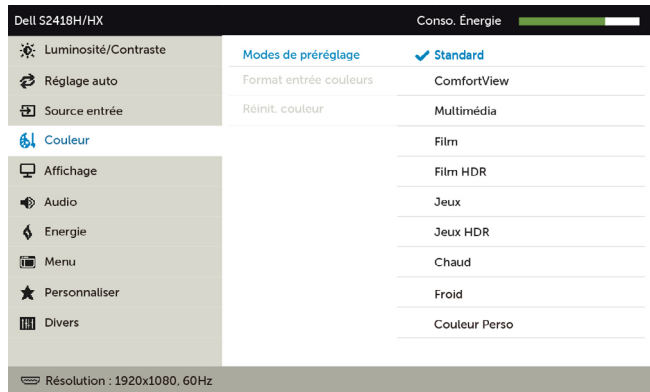 Dell S2418H/HX Conso. Énergie
Luminosité/Contraste Modes de préréglage Standard
Réglage auto Format entrée couleurs ComfortView
Source entrée Réinit. couleur Multimédia
Couleur Film
Affichage Film HDR
Audio Jeux
Energie Jeux HDR
Menu Chaud
Personnaliser Froid
Divers Couleur Perso
Résolution : 1920x1080, 60Hz